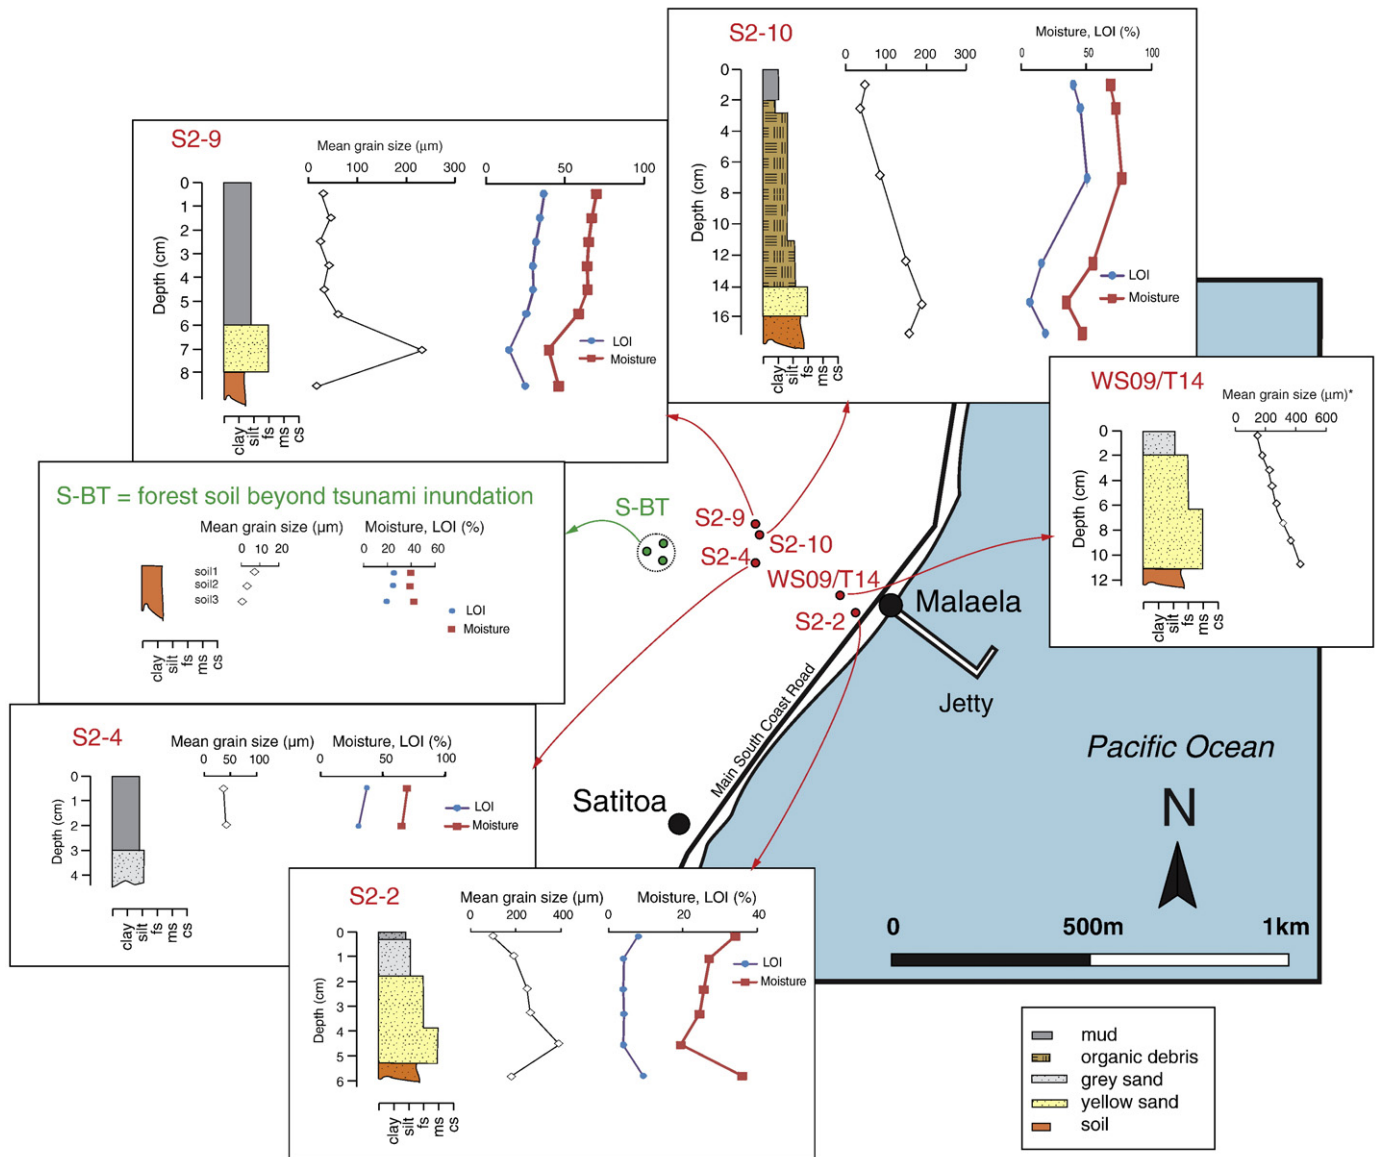 S2-10
Moisture, LOI (%)
0 100 200 300
0 50 100
Depth (cm)
0
2
4
6
8
10
12
14
16
LOI
Moisture
clay silt fs ms cs
S2-9
Mean grain size (µm)
0 100 200 300
0 50 100
Depth (cm)
0
1
2
3
4
5
6
7
8
LOI
Moisture
clay silt fs ms cs
WS09/T14
Mean grain size (µm)*
0 200 400 600
Depth (cm)
0
2
4
6
8
10
12
clay silt fs ms cs
S-BT = forest soil beyond tsunami inundation
Mean grain size (µm) Moisture, LOI (%)
0 10 20
0 20 40 60
soil1
soil2
soil3
LOI
Moisture
clay silt fs ms cs
S-BT
S2-9
S2-10
S2-4
WS09/T14
S2-2
Malaela
Jetty
Main South Coast Road
Satitoa
Pacific Ocean
N
0 500m 1km
S2-4
Mean grain size (µm) Moisture, LOI (%)
0 50 100
0 50 100
Depth (cm)
0
1
2
3
4
LOI
Moisture
clay silt fs ms cs
S2-2
Mean grain size (µm) Moisture, LOI (%)
0 200 400
0 20 40
Depth (cm)
0
1
2
3
4
5
6
LOI
Moisture
clay silt fs ms cs
mud
organic debris
grey sand
yellow sand
soil